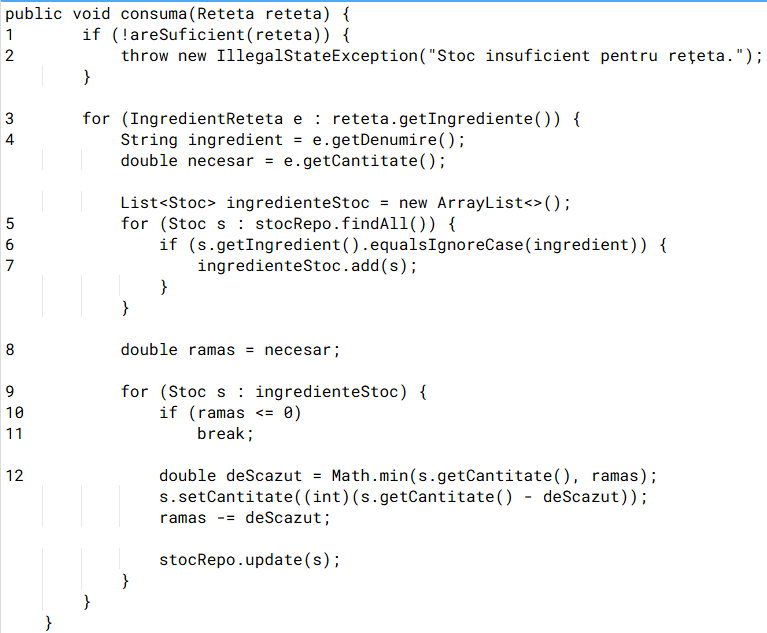 public void consuma(Reteta reteta) {
1 if (!areSuficient(reteta)) {
2 throw new IllegalStateException("Stoc insuficient pentru rețeta.");
}
3 for (IngredientReteta e : reteta.getIngrediente()) {
4 String ingredient = e.getDenumire();
double necesar = e.getCantitate();
List<Stoc> ingredienteStoc = new ArrayList<>();
5 for (Stoc s : stocRepo.findAll()) {
6 if (s.getIngredient().equalsIgnoreCase(ingredient)) {
7 ingredienteStoc.add(s);
}
}
8 double ramas = necesar;
9 for (Stoc s : ingredienteStoc) {
10 if (ramas <= 0)
11 break;
12 double deScazut = Math.min(s.getCantitate(), ramas);
s.setCantitate((int)(s.getCantitate() - deScazut));
ramas -= deScazut;
stocRepo.update(s);
}
}
}